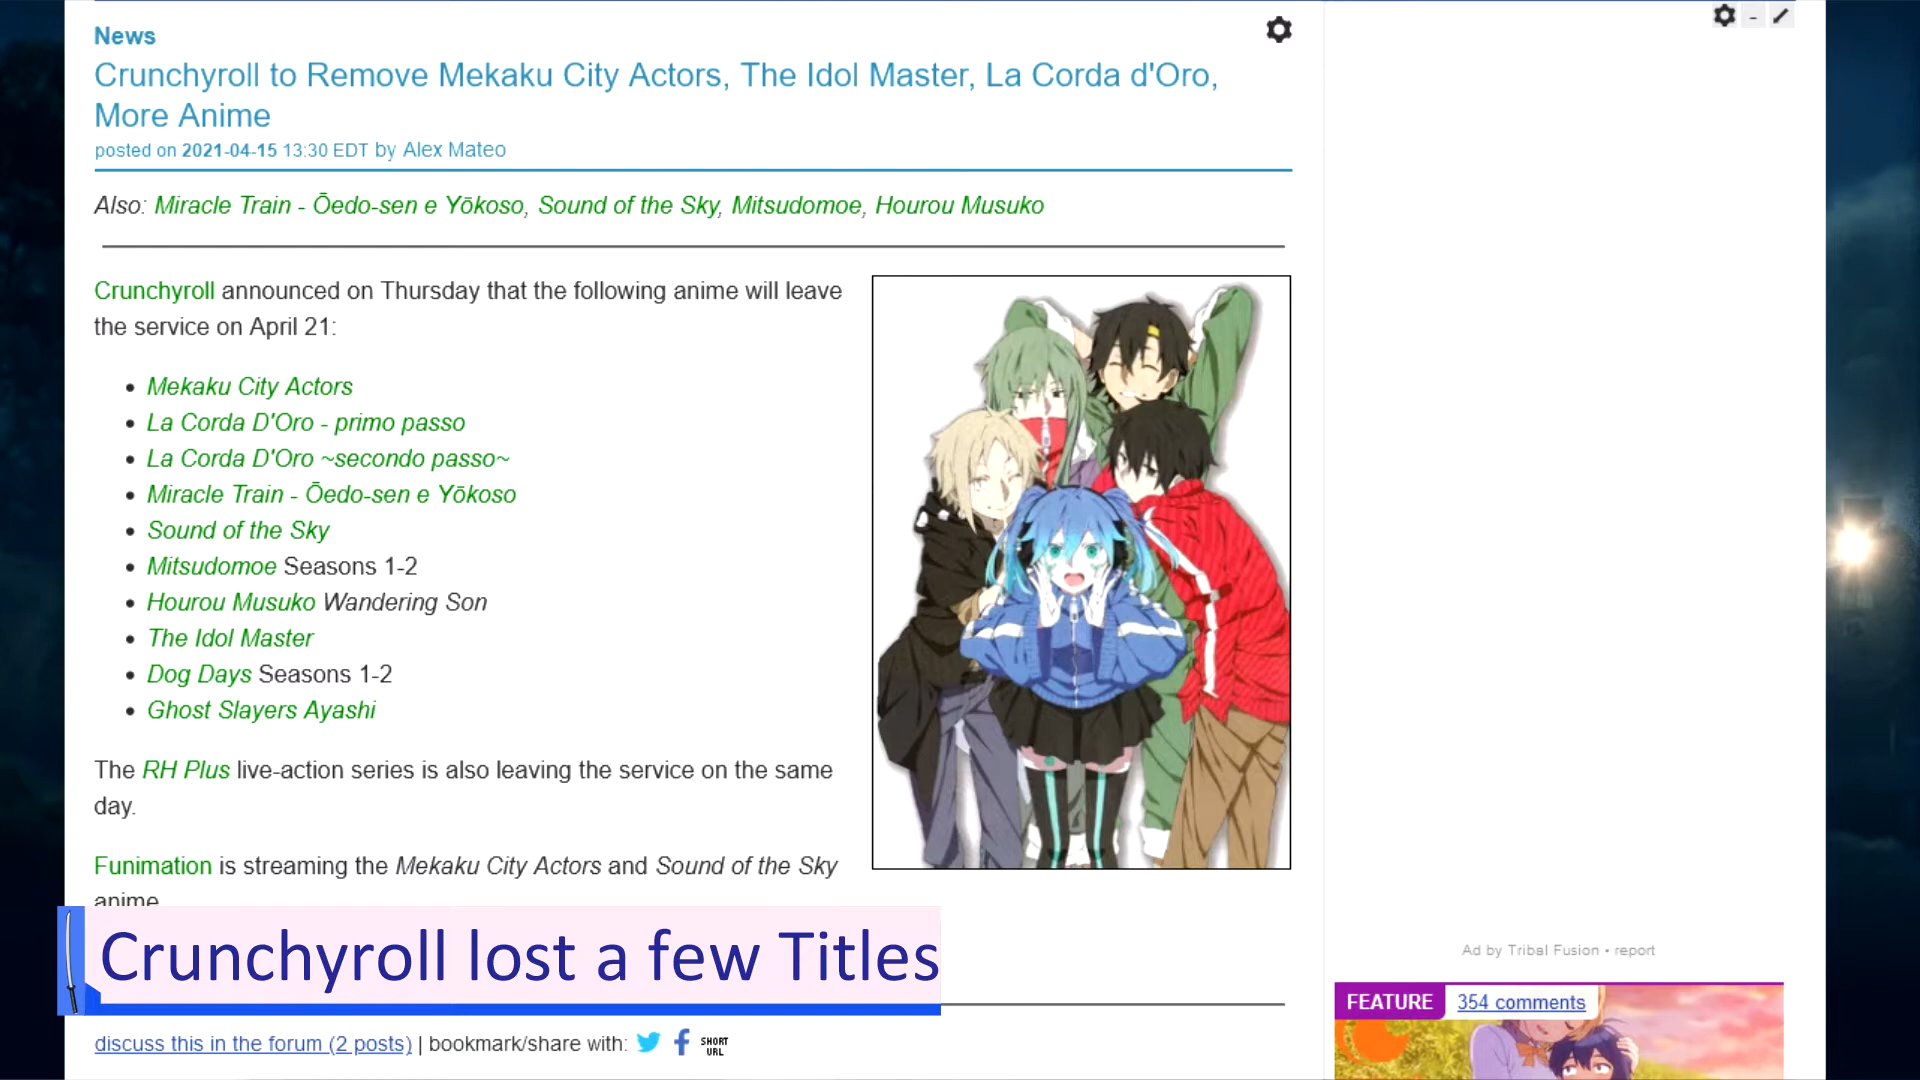 News
Crunchyroll to Remove Mekaku City Actors, The Idol Master, La Corda d'Oro,
More Anime
posted on 2021-04-15 13:30 EDT by Alex Mateo
Also: Miracle Train - Ōedo-sen e Yōkoso, Sound of the Sky, Mitsudomoe, Hourou Musuko
Crunchyroll announced on Thursday that the following anime will leave
the service on April 21:
• Mekaku City Actors
• La Corda D'Oro - primo passo
• La Corda D'Oro ~secondo passo~
• Miracle Train - Ōedo-sen e Yōkoso
• Sound of the Sky
• Mitsudomoe Seasons 1-2
• Hourou Musuko Wandering Son
• The Idol Master
• Dog Days Seasons 1-2
• Ghost Slayers Ayashi
The RH Plus live-action series is also leaving the service on the same
day.
Funimation is streaming the Mekaku City Actors and Sound of the Sky
anime
Crunchyroll lost a few Titles
discuss this in the forum (2 posts) | bookmark/share with: SHORT
URL
Ad by Tribal Fusion • report
FEATURE 354 comments